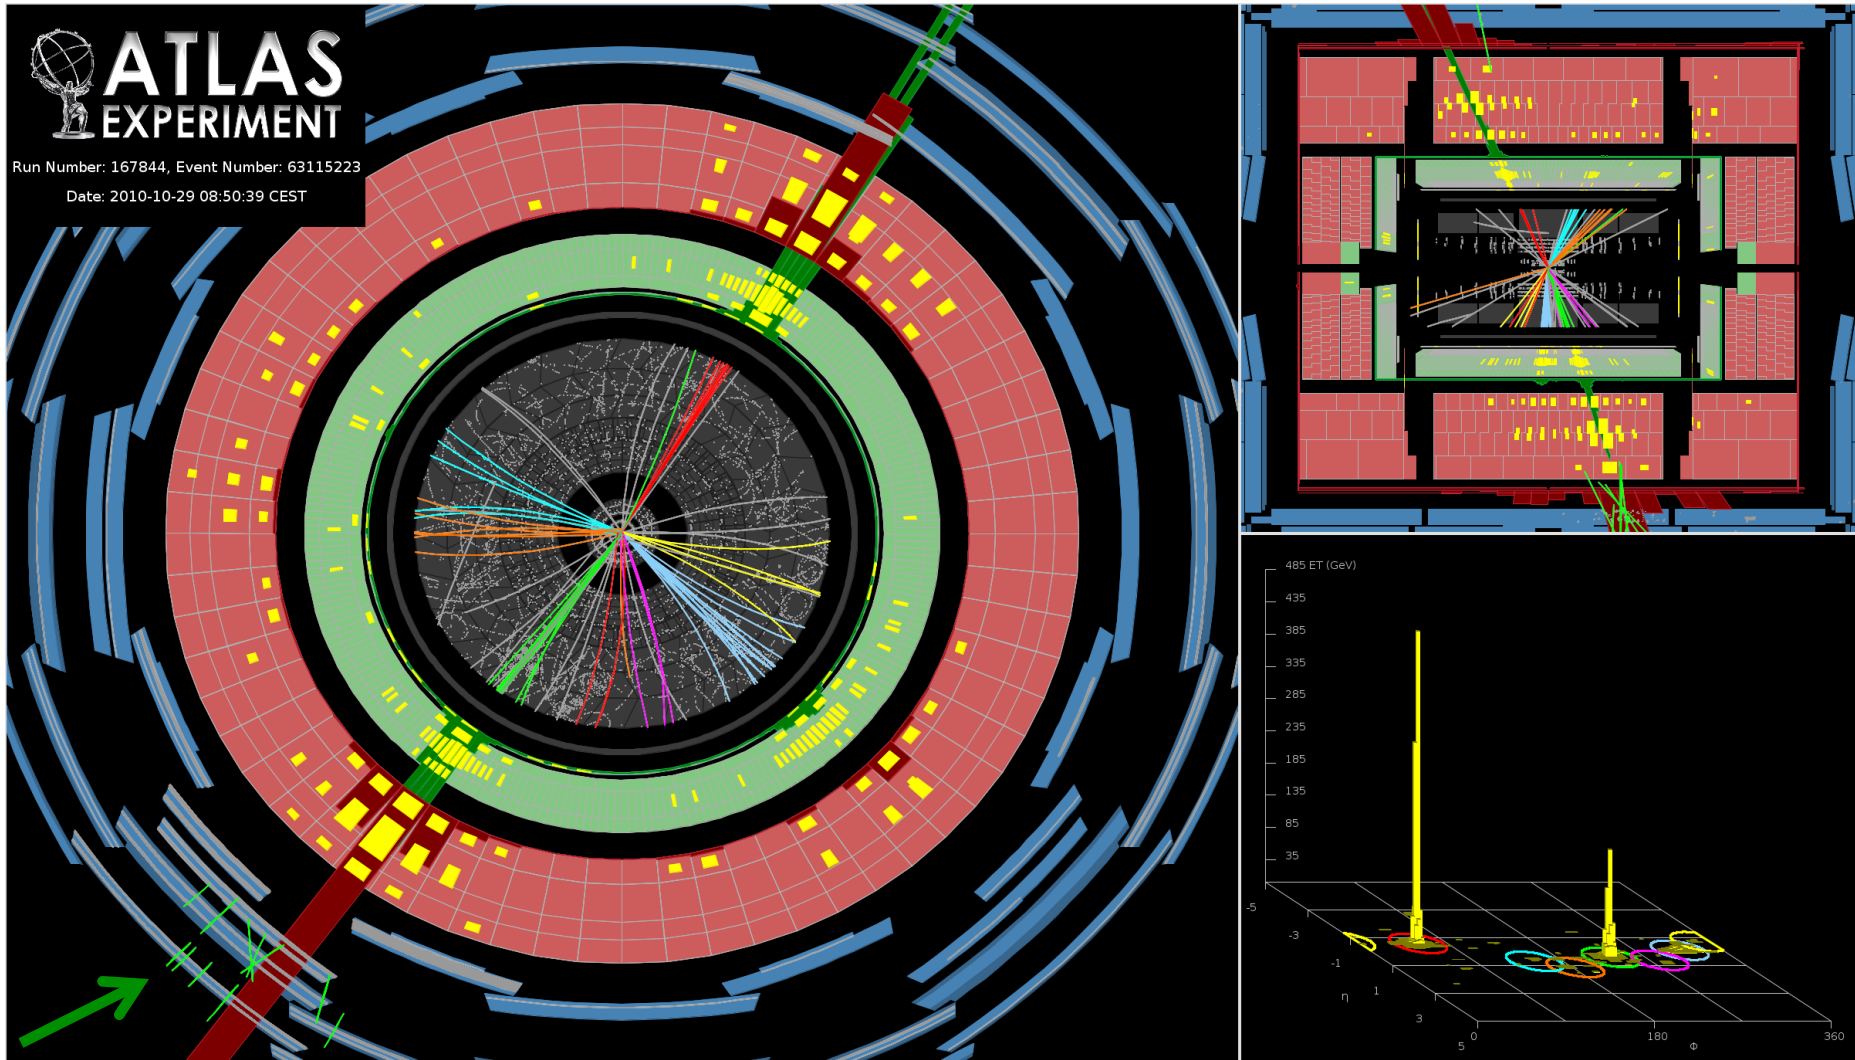 ATLAS
EXPERIMENT
Run Number: 167844, Event Number: 63115223
Date: 2010-10-29 08:50:39 CEST
485 ET (GeV)
435
385
335
285
235
185
135
85
35
-5
-3
-1
η 1
3
5 0 180 360
Φ